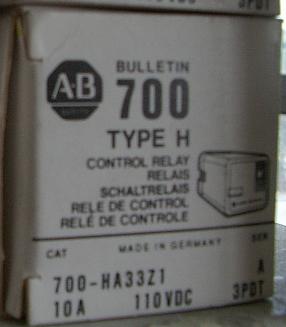 3PDT
A-B
BULLETIN
700
TYPE H
CONTROL RELAY
RELAIS
SCHALTRELAIS
RELE DE CONTROL
RELÉ DE CONTROLE
CAT MADE IN GERMANY SER
700-HA33Z1 A
10A 110VDC 3PDT